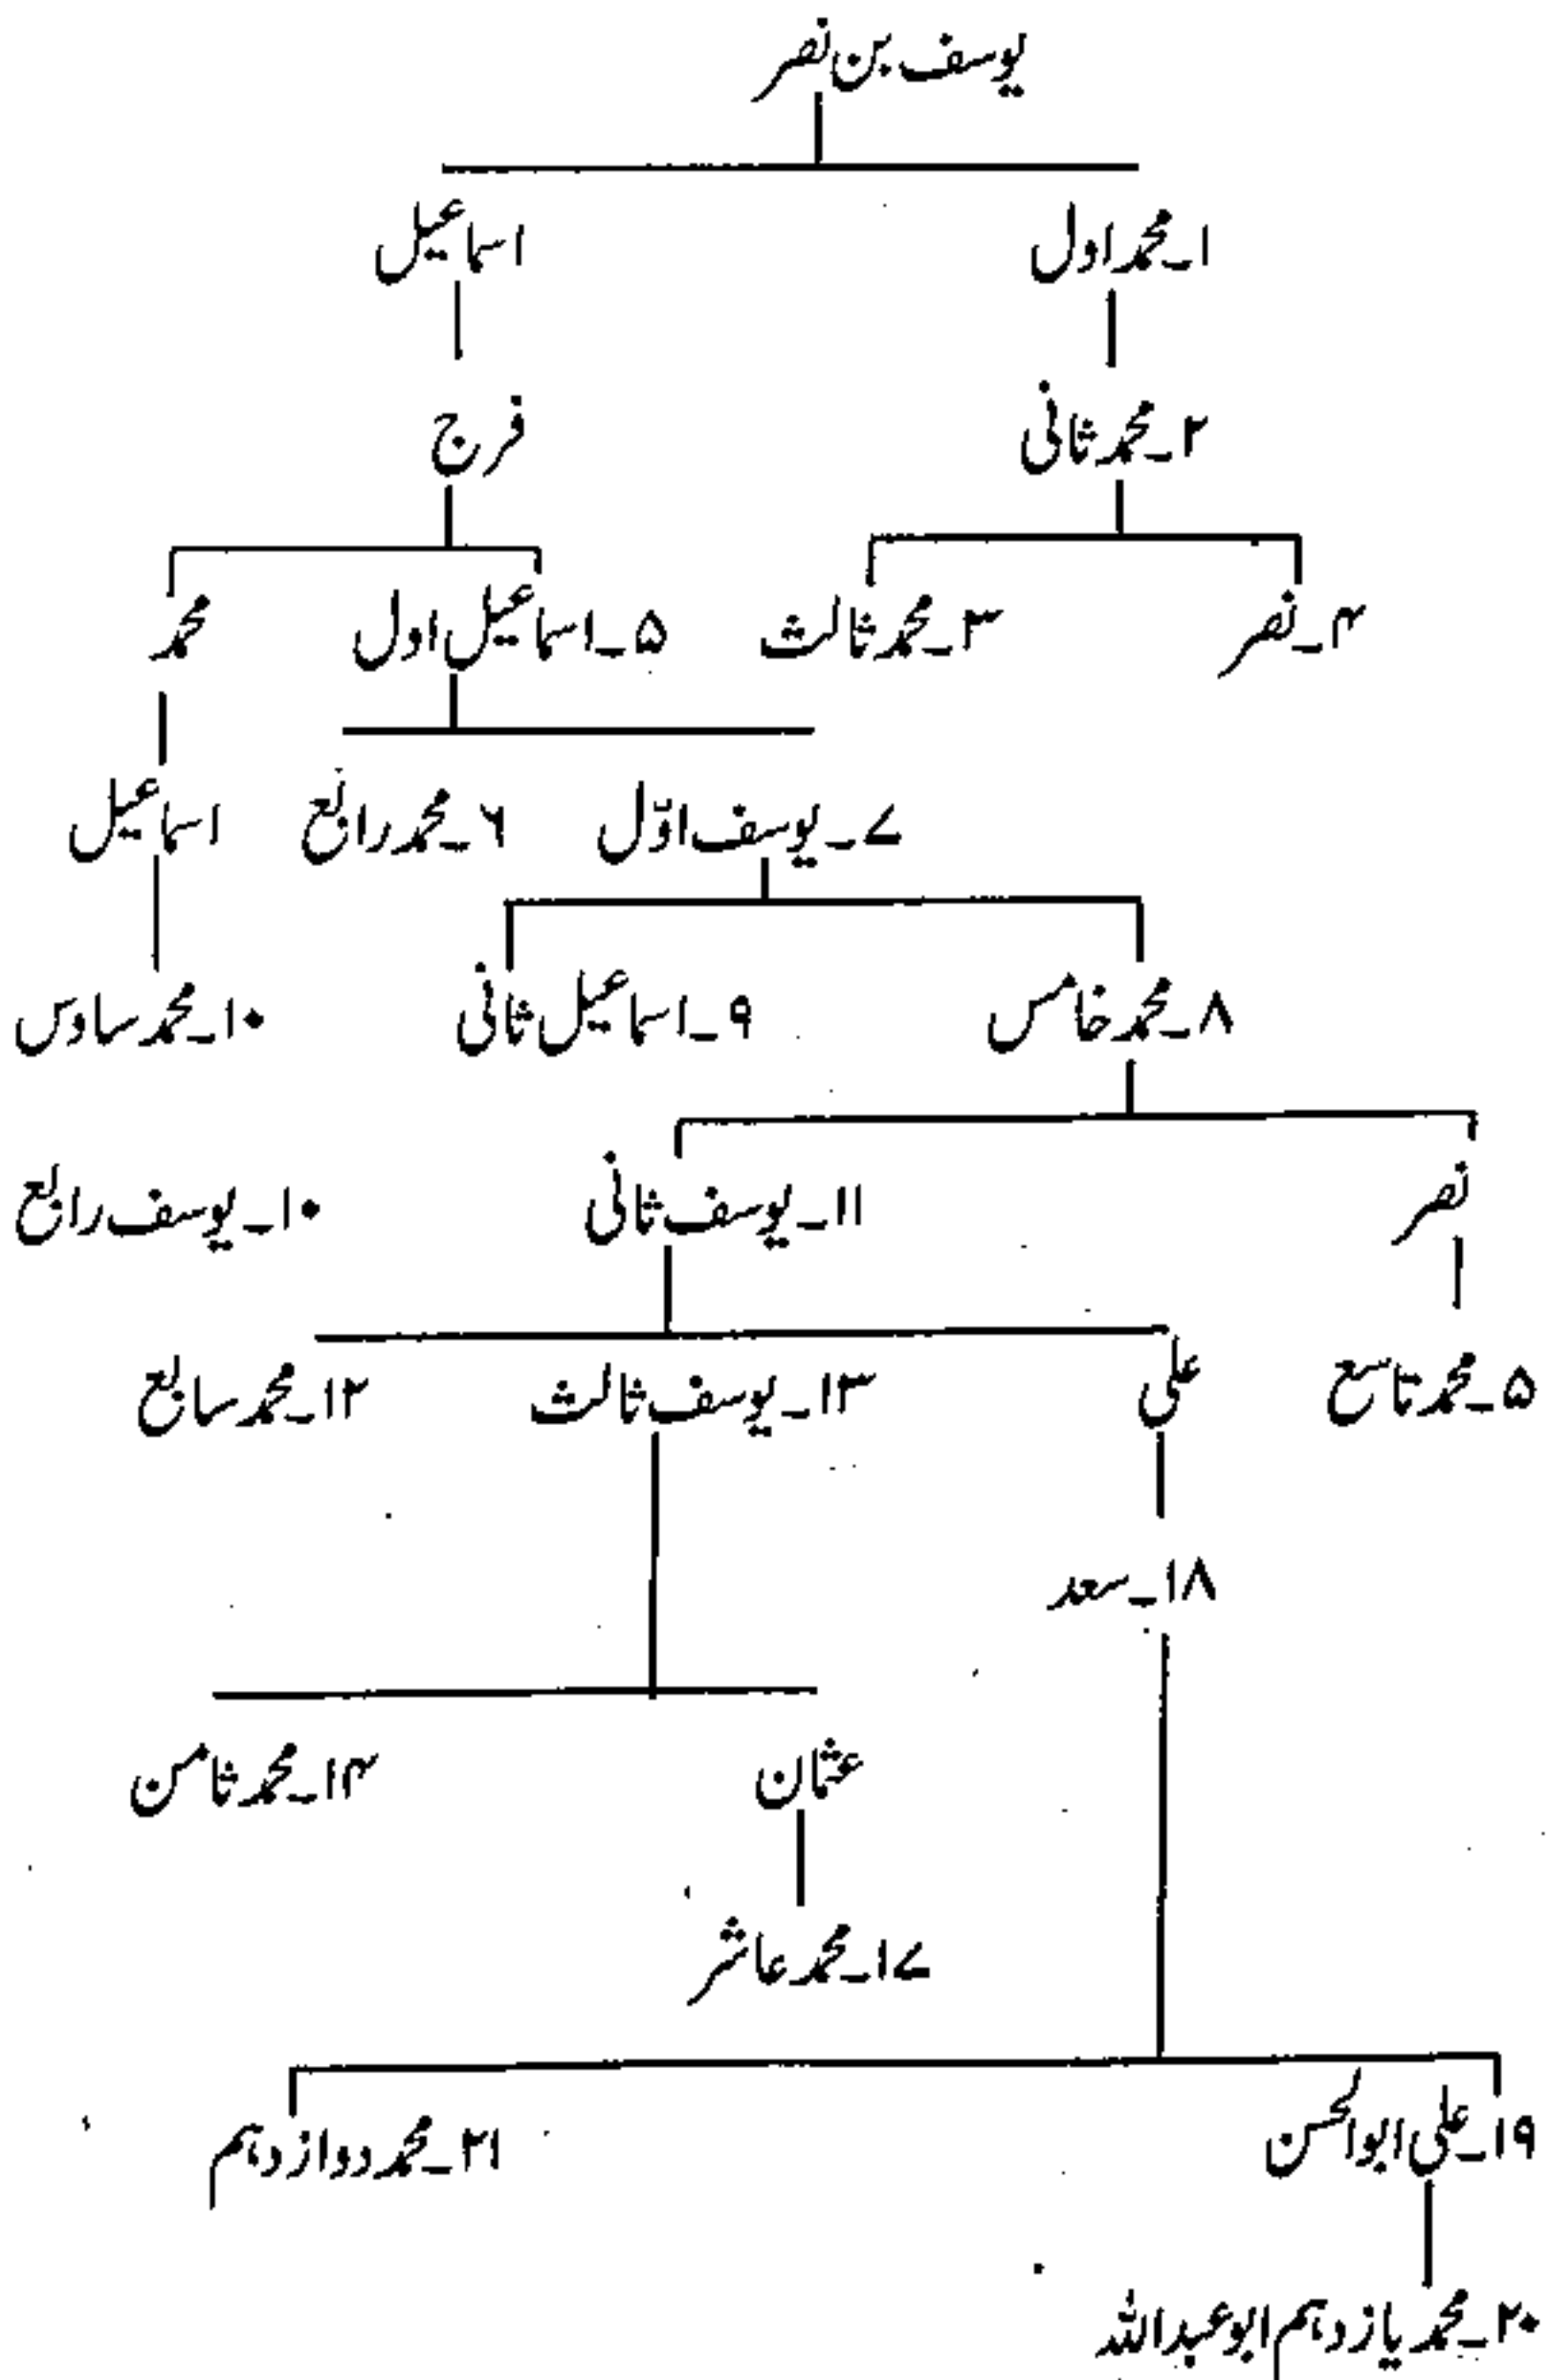 یوسف بن نصر
۱۔محمد اول
اسماعیل
۲۔محمد ثانی
فرج
۴۔نصر
۳۔محمد ثالث
۵۔اسماعیل اول
محمد
۷۔یوسف اوّل
۶۔محمد رابع
اسماعیل
۸۔محمد خامس
۹۔اسماعیل ثانی
۱۰۔محمد سادس
نصر
۱۱۔یوسف ثانی
۱۰۔یوسف رابع
۵۔محمد تاسع
علی
۱۳۔یوسف ثالث
۱۲۔محمد سابع
۱۸۔سعد
عثمان
۱۴۔محمد ثامن
۱۷۔محمد عاشر
۱۹۔علی ابوالحسن
۲۱۔محمد دوازدہم
۲۰۔محمد یازدہم ابوعبداللہ